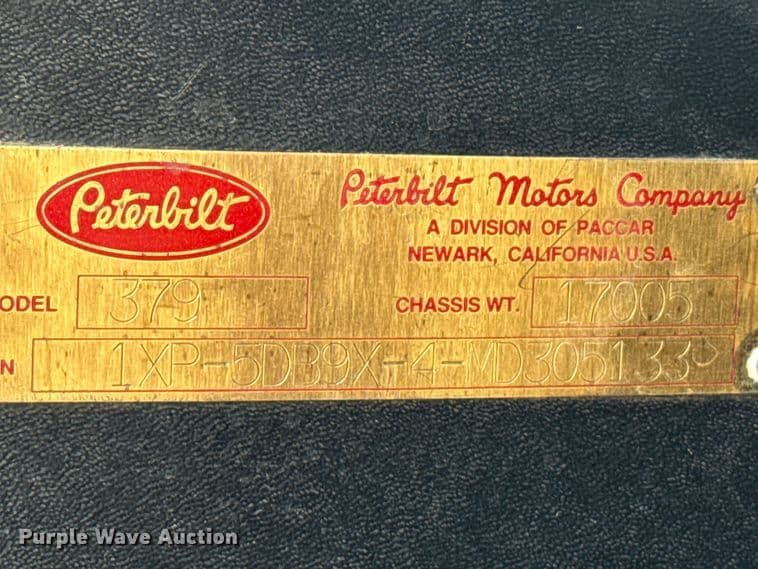 Peterbilt
Peterbilt Motors Company
A DIVISION OF PACCAR
NEWARK, CALIFORNIA U.S.A.
ODEL 379 CHASSIS WT. 17005
N 1XP-5DB9X-4-MD305133
Purple Wave Auction